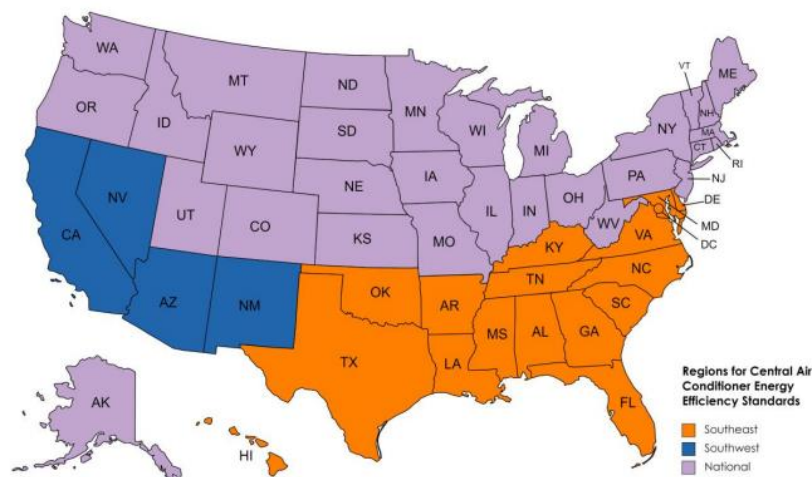 WA
MT
ND
MN
VT
ME
OR
ID
SD
WI
NY
NH
MA
WY
MI
CT
RI
IA
PA
NJ
NV
NE
OH
DE
UT
IL
IN
CO
MD
WV
CA
KS
MO
VA
DC
KY
NC
TN
OK
AZ
NM
AR
SC
MS
AL
GA
TX
LA
FL
AK
HI
Regions for Central Air
Conditioner Energy
Efficiency Standards
Southeast
Southwest
National